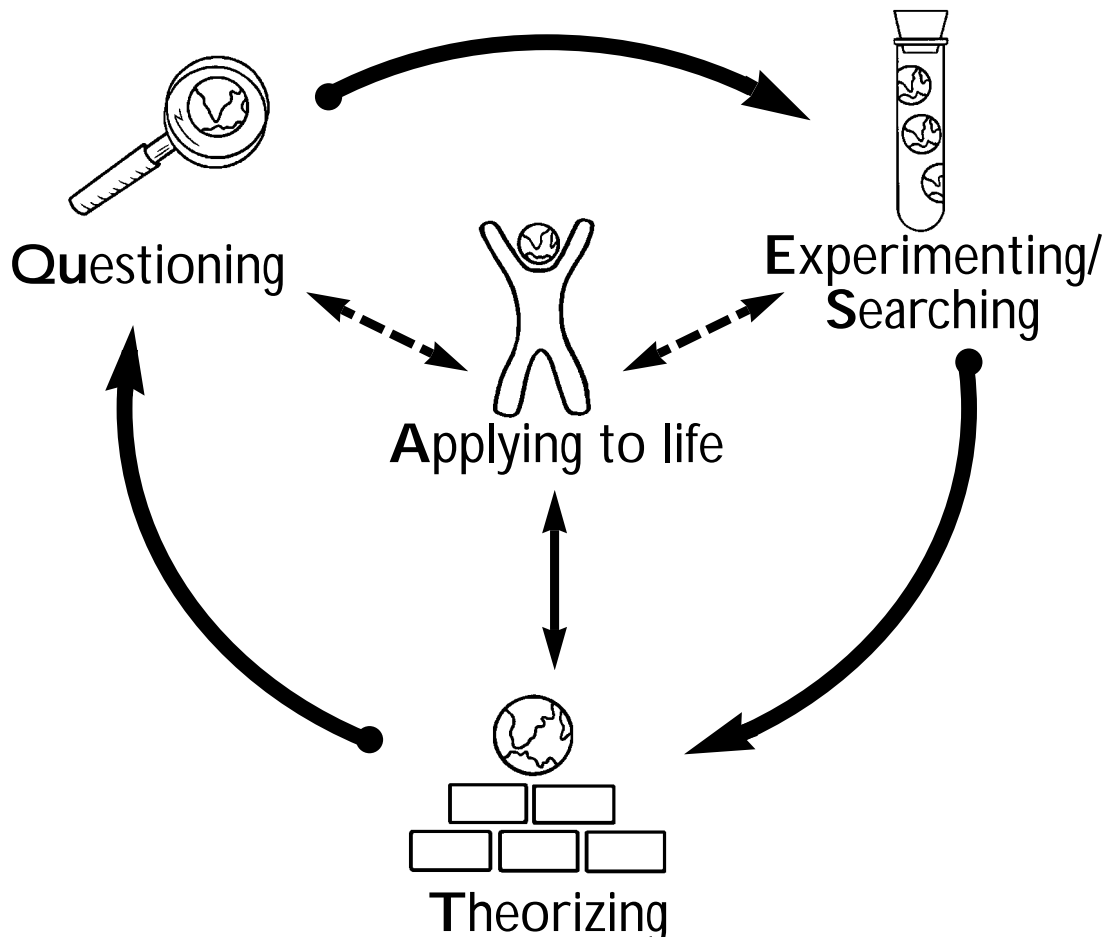 Questioning
Experimenting/
Searching
Applying to life
Theorizing